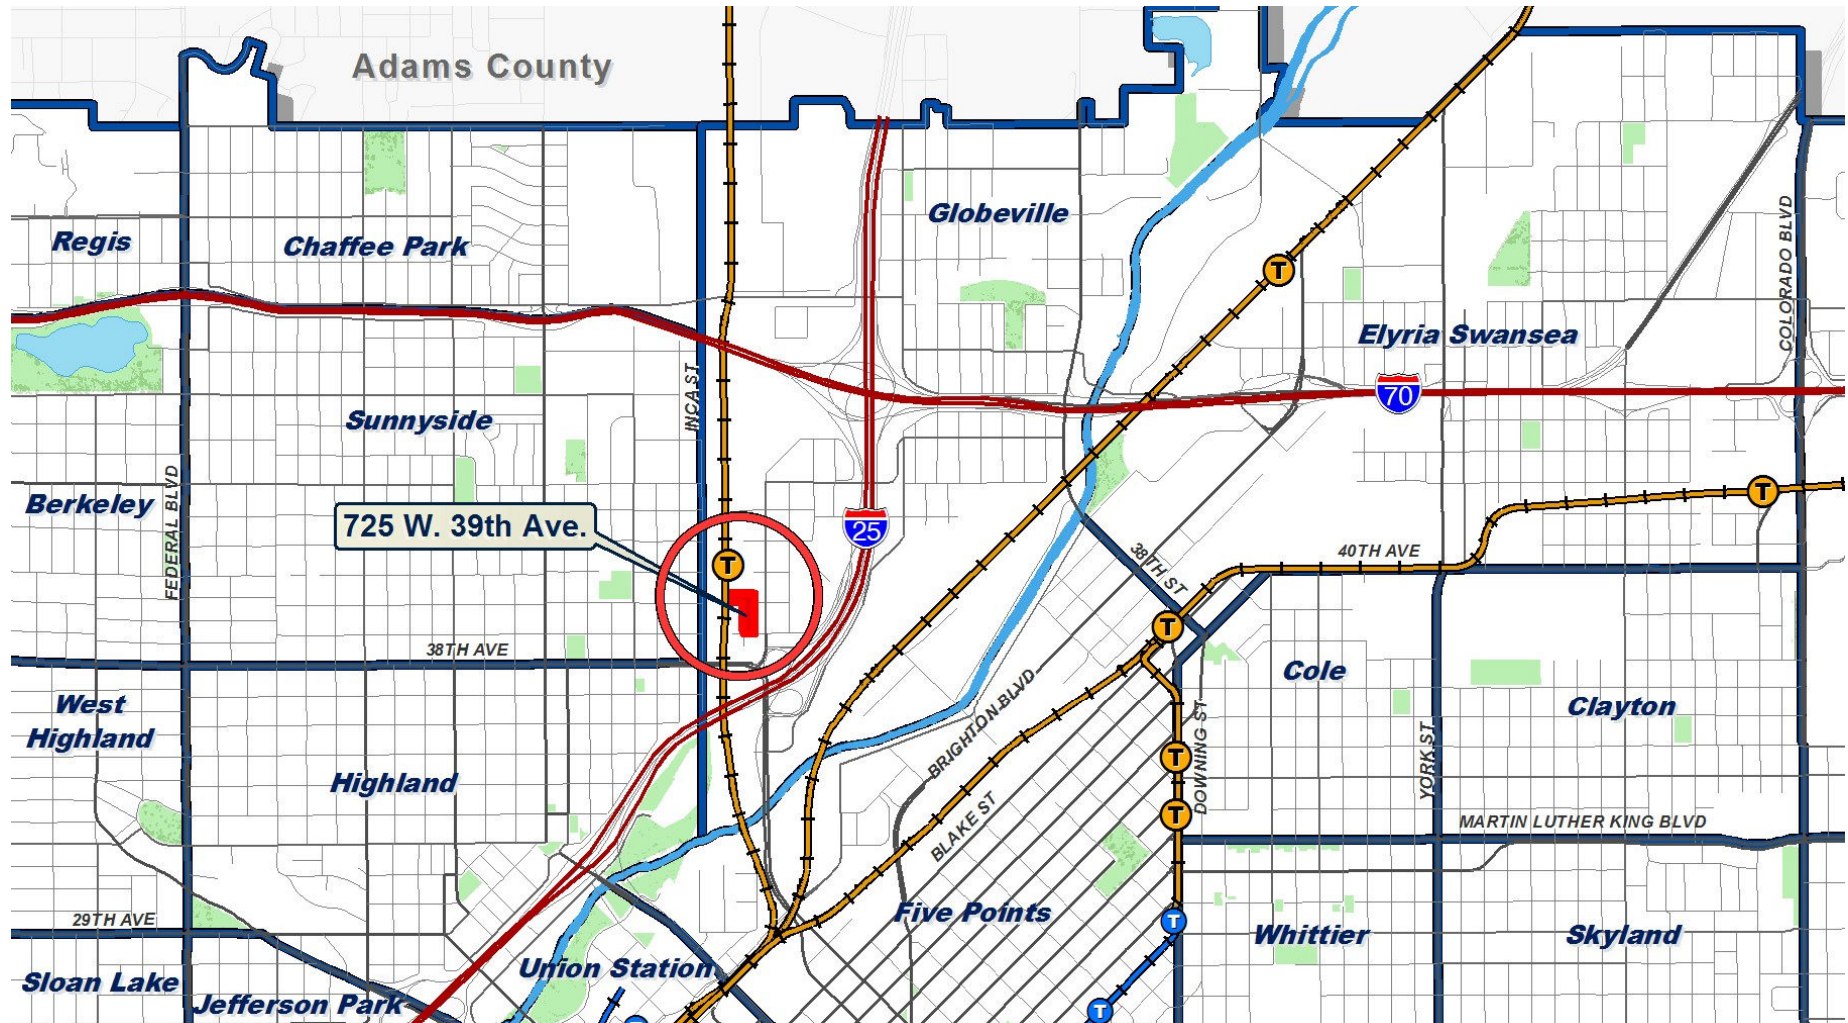 Adams County
Regis
Chaffee Park
Globeville
COLORADO BLVD
T
Elyria Swansea
INCA ST
70
Sunnyside
FEDERAL BLVD
Berkeley
T
725 W. 39th Ave.
25
38TH ST
40TH AVE
T
T
38TH AVE
Cole
West
Highland
Clayton
BRIGHTON BLVD
DOWNING ST
YORK ST
T
Highland
T
BLAKE ST
MARTIN LUTHER KING BLVD
29TH AVE
Five Points
T
Whittier
Skyland
Sloan Lake
Union Station
Jefferson Park
T
T